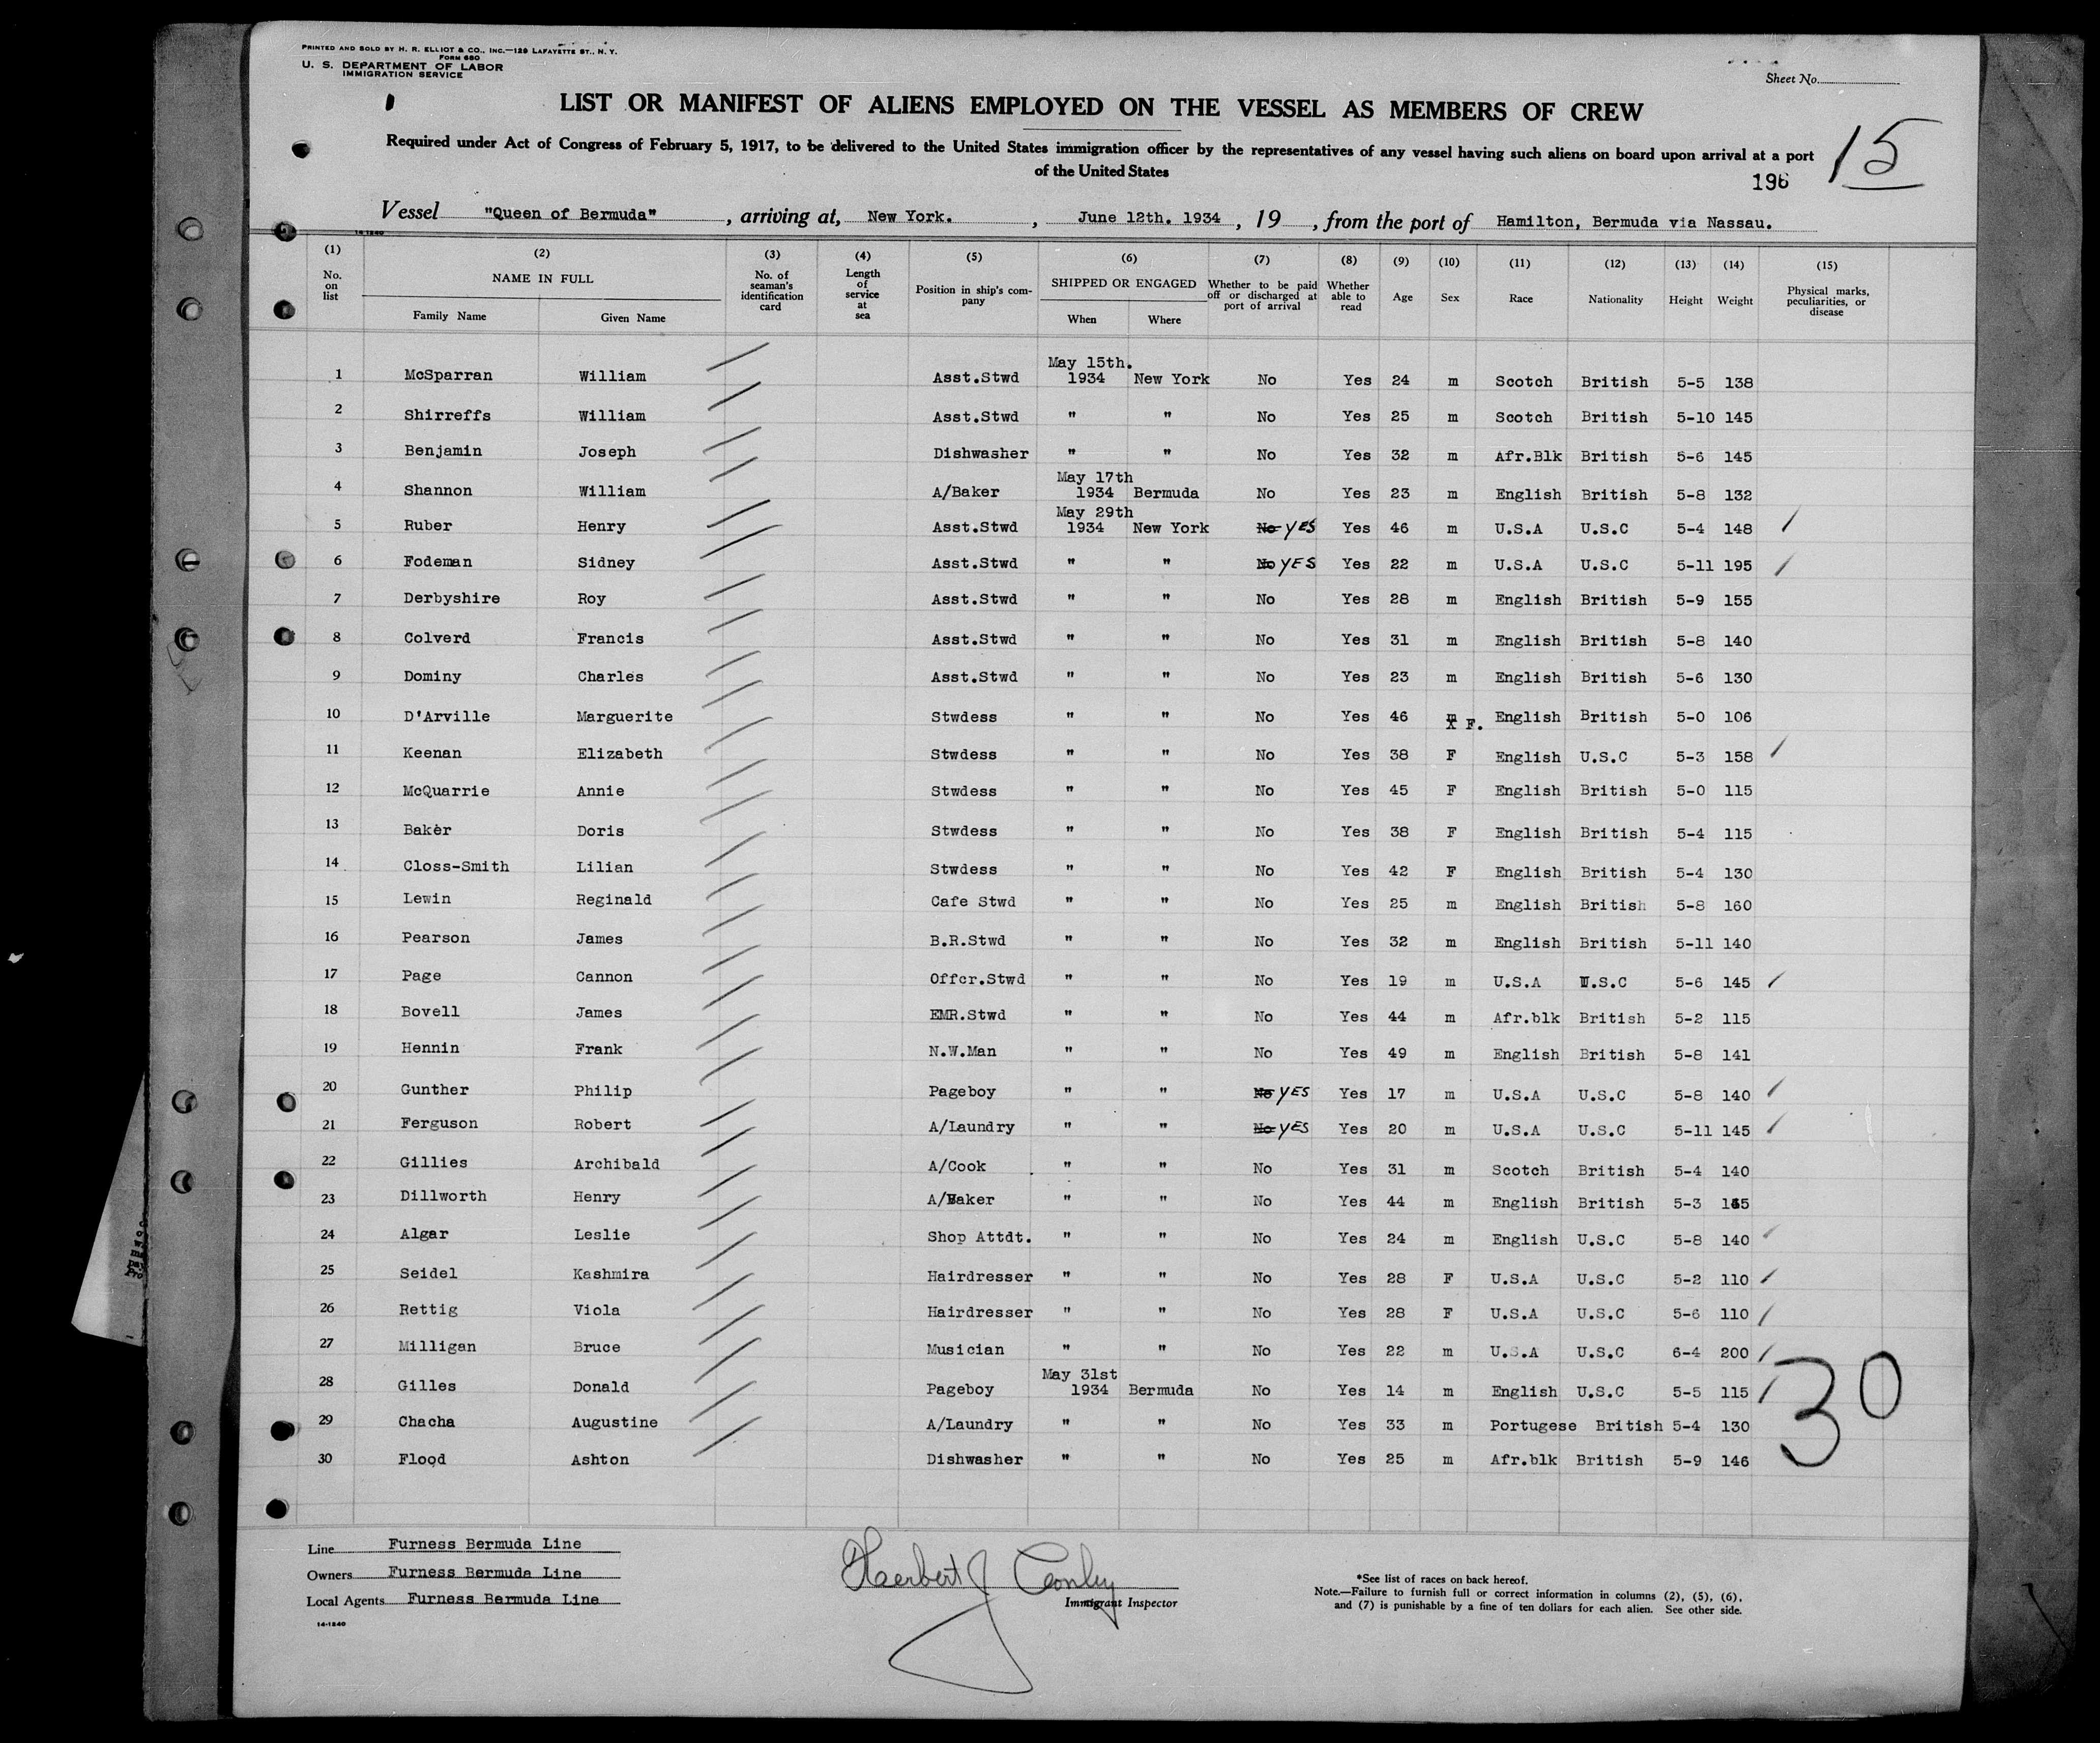 PRINTED AND SOLD BY H. R. ELLIOT & CO., INC.—129 LAFAYETTE ST., N. Y.
FORM 680
U. S. DEPARTMENT OF LABOR
IMMIGRATION SERVICE
Sheet No.
LIST OR MANIFEST OF ALIENS EMPLOYED ON THE VESSEL AS MEMBERS OF CREW
15
Required under Act of Congress of February 5, 1917, to be delivered to the United States immigration officer by the representatives of any vessel having such aliens on board upon arrival at a port
of the United States
196
Vessel "Queen of Bermuda", arriving at, New York., June 12th. 1934, 19, from the port of Hamilton, Bermuda via Nassau.
14-1240
(1) (2) (3) (4) (5) (6) (7) (8) (9) (10) (11) (12) (13) (14) (15)
No. on list NAME IN FULL Family Name Given Name No. of seaman's identification card Length of service at sea Position in ship's company SHIPPED OR ENGAGED When Where Whether to be paid off or discharged at port of arrival Whether able to read Age Sex Race Nationality Height Weight Physical marks, peculiarities, or disease
1 McSparran William Asst.Stwd May 15th. 1934 New York No Yes 24 m Scotch British 5-5 138
2 Shirreffs William Asst.Stwd " " No Yes 25 m Scotch British 5-10 145
3 Benjamin Joseph Dishwasher " " No Yes 32 m Afr.Blk British 5-6 145
4 Shannon William A/Baker May 17th 1934 Bermuda No Yes 23 m English British 5-8 132
5 Ruber Henry Asst.Stwd May 29th 1934 New York No YES Yes 46 m U.S.A U.S.C 5-4 148
6 Fodeman Sidney Asst.Stwd " " No YES Yes 22 m U.S.A U.S.C 5-11 195
7 Derbyshire Roy Asst.Stwd " " No Yes 28 m English British 5-9 155
8 Colverd Francis Asst.Stwd " " No Yes 31 m English British 5-8 140
9 Dominy Charles Asst.Stwd " " No Yes 23 m English British 5-6 130
10 D'Arville Marguerite Stwdess " " No Yes 46 m F. English British 5-0 106
11 Keenan Elizabeth Stwdess " " No Yes 38 F English U.S.C 5-3 158
12 McQuarrie Annie Stwdess " " No Yes 45 F English British 5-0 115
13 Baker Doris Stwdess " " No Yes 38 F English British 5-4 115
14 Closs-Smith Lilian Stwdess " " No Yes 42 F English British 5-4 130
15 Lewin Reginald Cafe Stwd " " No Yes 25 m English British 5-8 160
16 Pearson James B.R.Stwd " " No Yes 32 m English British 5-11 140
17 Page Cannon Offcr.Stwd " " No Yes 19 m U.S.A U.S.C 5-6 145
18 Bovell James EMR.Stwd " " No Yes 44 m Afr.blk British 5-2 115
19 Hennin Frank N.W.Man " " No Yes 49 m English British 5-8 141
20 Gunther Philip Pageboy " " No YES Yes 17 m U.S.A U.S.C 5-8 140
21 Ferguson Robert A/Laundry " " No YES Yes 20 m U.S.A U.S.C 5-11 145
22 Gillies Archibald A/Cook " " No Yes 31 m Scotch British 5-4 140
23 Dillworth Henry A/Baker " " No Yes 44 m English British 5-3
24 Algar Leslie Shop Attdt. " " No Yes 24 m English U.S.C 5-8 140
25 Seidel Kashmira Hairdresser " " No Yes 28 F U.S.A U.S.C 5-2 110
26 Rettig Viola Hairdresser " " No Yes 28 F U.S.A U.S.C 5-6 110
27 Milligan Bruce Musician " " No Yes 22 m U.S.A U.S.C 6-4 200
28 Gilles Donald Pageboy May 31st 1934 Bermuda No Yes 14 m English U.S.C 5-5 115
29 Chacha Augustine A/Laundry " " No Yes 33 m Portugese British 5-4 130
30 Flood Ashton Dishwasher " " No Yes 25 m Afr.blk British 5-9 146
30
Line Furness Bermuda Line
Owners Furness Bermuda Line
Local Agents Furness Bermuda Line
14-1240
Herbert J Conley
Immigrant Inspector
*See list of races on back hereof.
Note.—Failure to furnish full or correct information in columns (2), (5), (6),
and (7) is punishable by a fine of ten dollars for each alien. See other side.